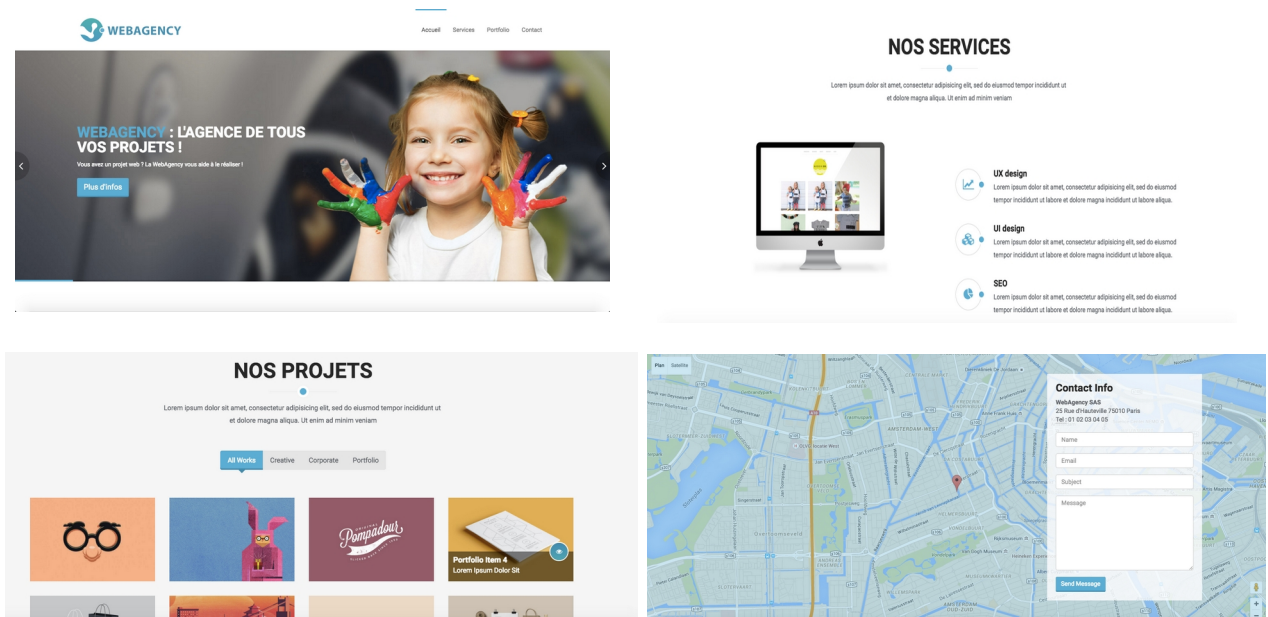 WEBAGENCY
Accueil Services Portfolio Contact
WEBAGENCY : L'AGENCE DE TOUS
VOS PROJETS !
Vous avez un projet web ? La WebAgency vous aide à le réaliser !
Plus d'infos
NOS SERVICES
Lorem ipsum dolor sit amet, consectetur adipisicing elit, sed do eiusmod tempor incididunt ut
et dolore magna aliqua. Ut enim ad minim veniam
UX design
Lorem ipsum dolor sit amet, consectetur adipisicing elit, sed do eiusmod
tempor incididunt ut labore et dolore magna incididunt ut labore aliqua.
UI design
Lorem ipsum dolor sit amet, consectetur adipisicing elit, sed do eiusmod
tempor incididunt ut labore et dolore magna incididunt ut labore aliqua.
SEO
Lorem ipsum dolor sit amet, consectetur adipisicing elit, sed do eiusmod
tempor incididunt ut labore et dolore magna incididunt ut labore aliqua.
NOS PROJETS
Lorem ipsum dolor sit amet, consectetur adipisicing elit, sed do eiusmod tempor incididunt ut
et dolore magna aliqua. Ut enim ad minim veniam
All Works Creative Corporate Portfolio
ORIGINAL
Pompadour
Portfolio Item 4
Lorem Ipsum Dolor Sit
Plan Satellite
AMSTERDAM-WEST
Contact Info
WebAgency SAS
25 Rue d'Hauteville 75010 Paris
Tel : 01 02 03 04 05
Name
Email
Subject
Message
Send Message